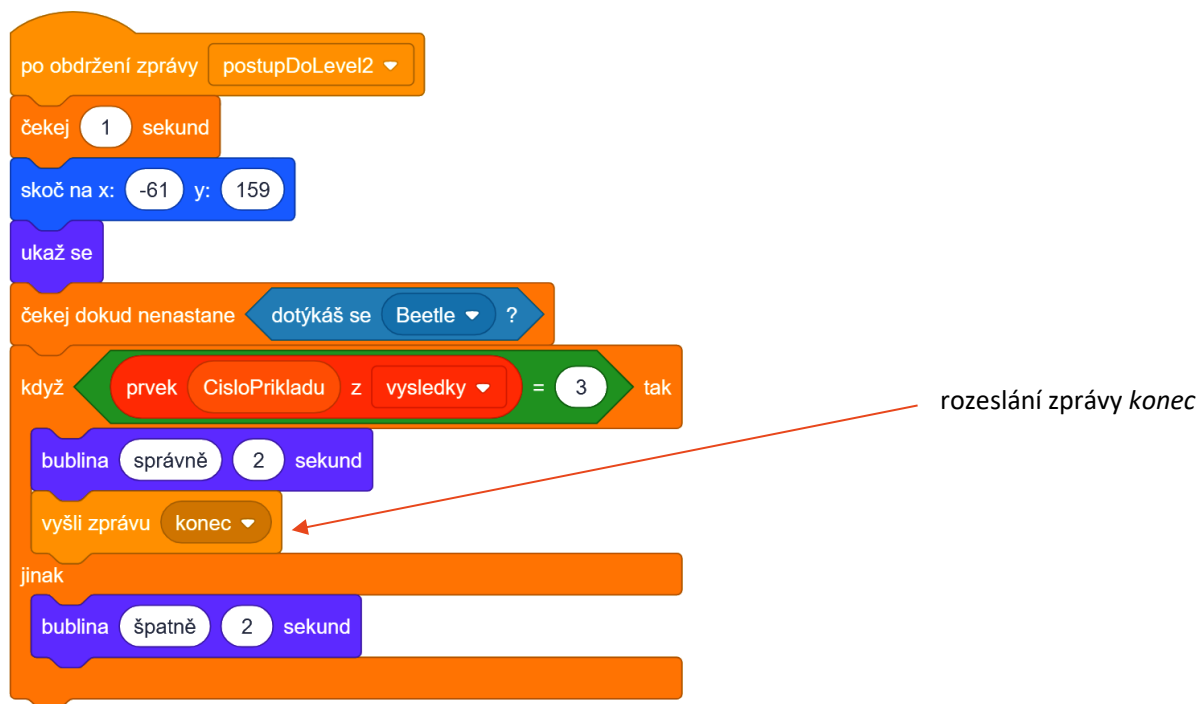 po obdržení zprávy postupDoLevel2
čekej 1 sekund
skoč na x: -61 y: 159
ukaž se
čekej dokud nenastane dotýkáš se Beetle ?
když prvek CisloPrikladu z vysledky = 3 tak
rozeslání zprávy konec
bublina správně 2 sekund
vyšli zprávu konec
jinak
bublina špatně 2 sekund